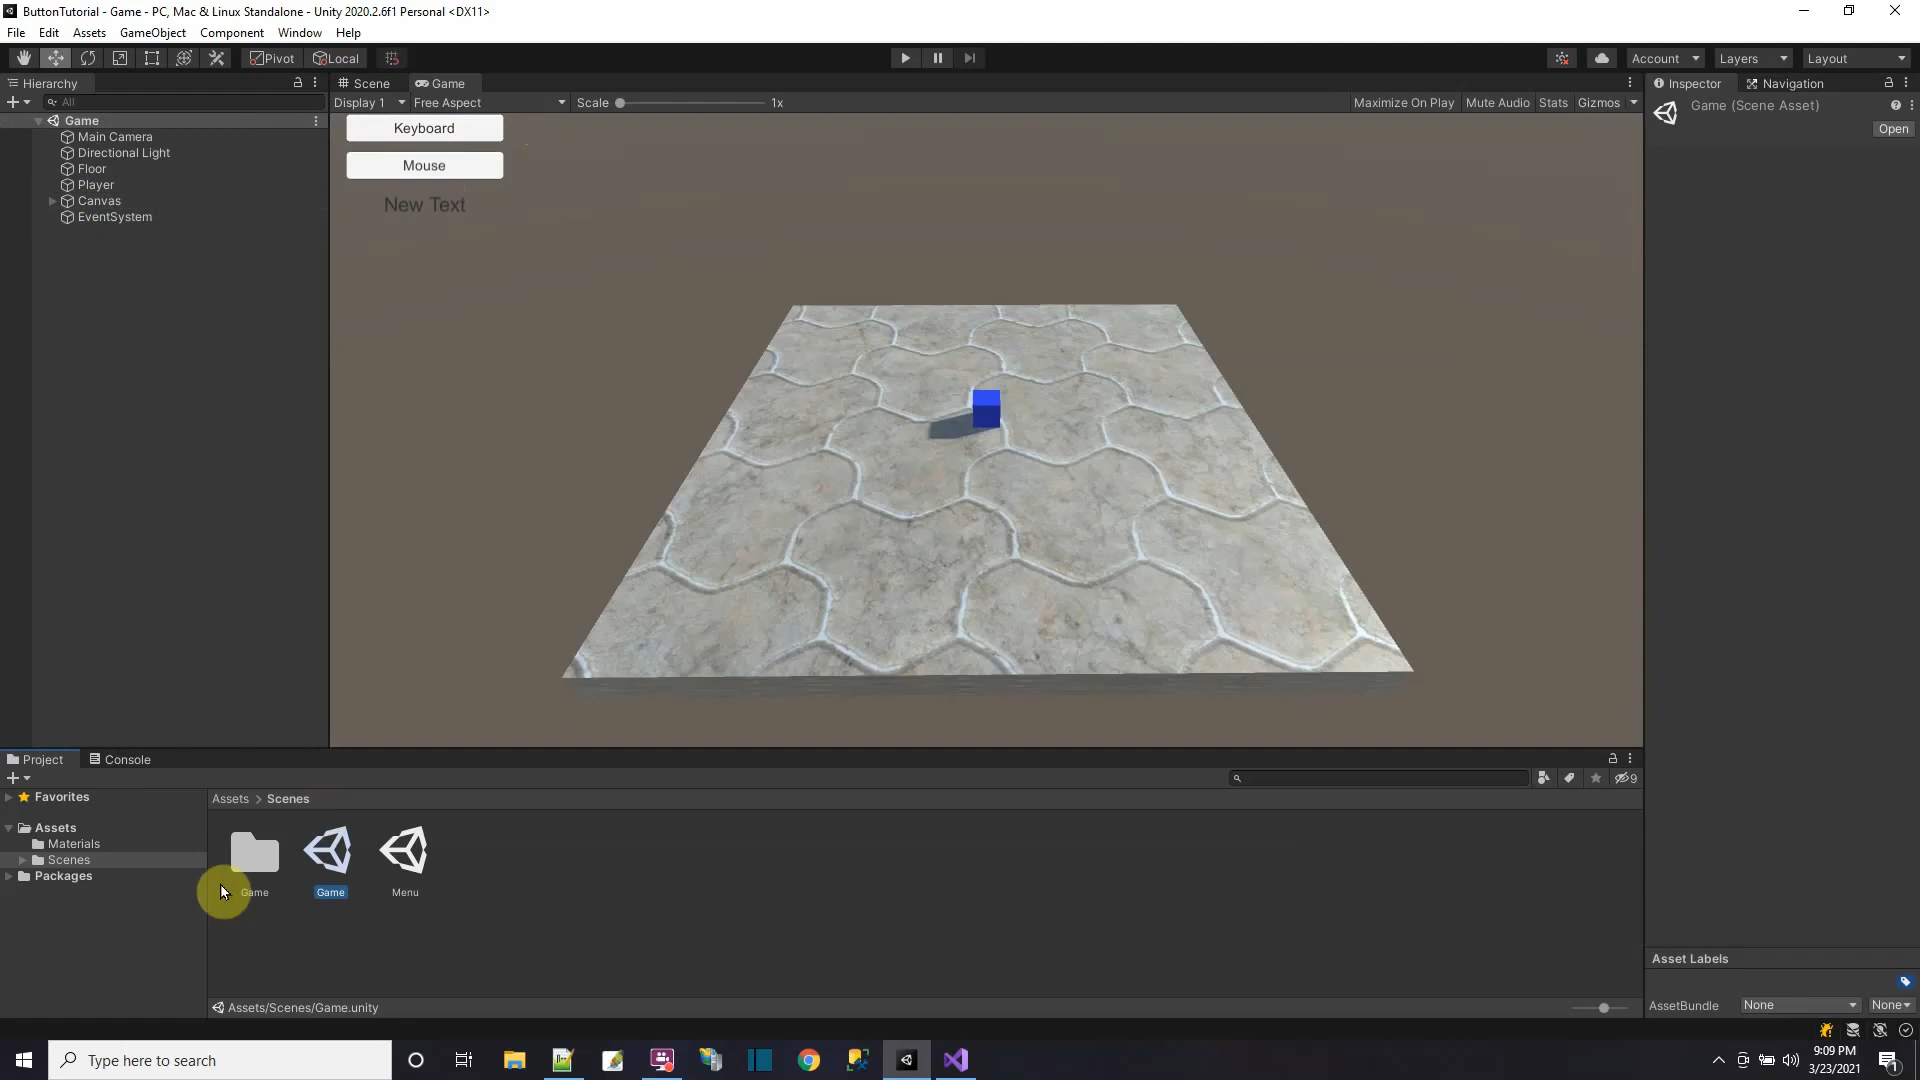 ButtonTutorial - Game - PC, Mac & Linux Standalone - Unity 2020.2.6f1 Personal <DX11>
File Edit Assets GameObject Component Window Help
Pivot Local Account Layers Layout
Hierarchy
Scene Game
Inspector Navigation
All
Display 1 Free Aspect Scale 1x Maximize On Play Mute Audio Stats Gizmos
Game (Scene Asset)
Open
Game
Main Camera
Directional Light
Floor
Player
Canvas
EventSystem
Keyboard
Mouse
New Text
Project Console
9
Favorites
Assets
Materials
Scenes
Packages
Assets > Scenes
Game Game Menu
Assets/Scenes/Game.unity
Asset Labels
AssetBundle None None
Type here to search
9:09 PM
3/23/2021
1